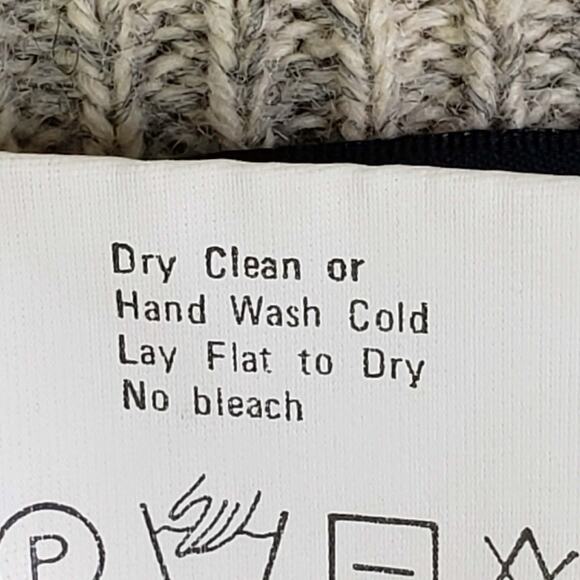 Dry Clean or
Hand Wash Cold
Lay Flat to Dry
No bleach
P